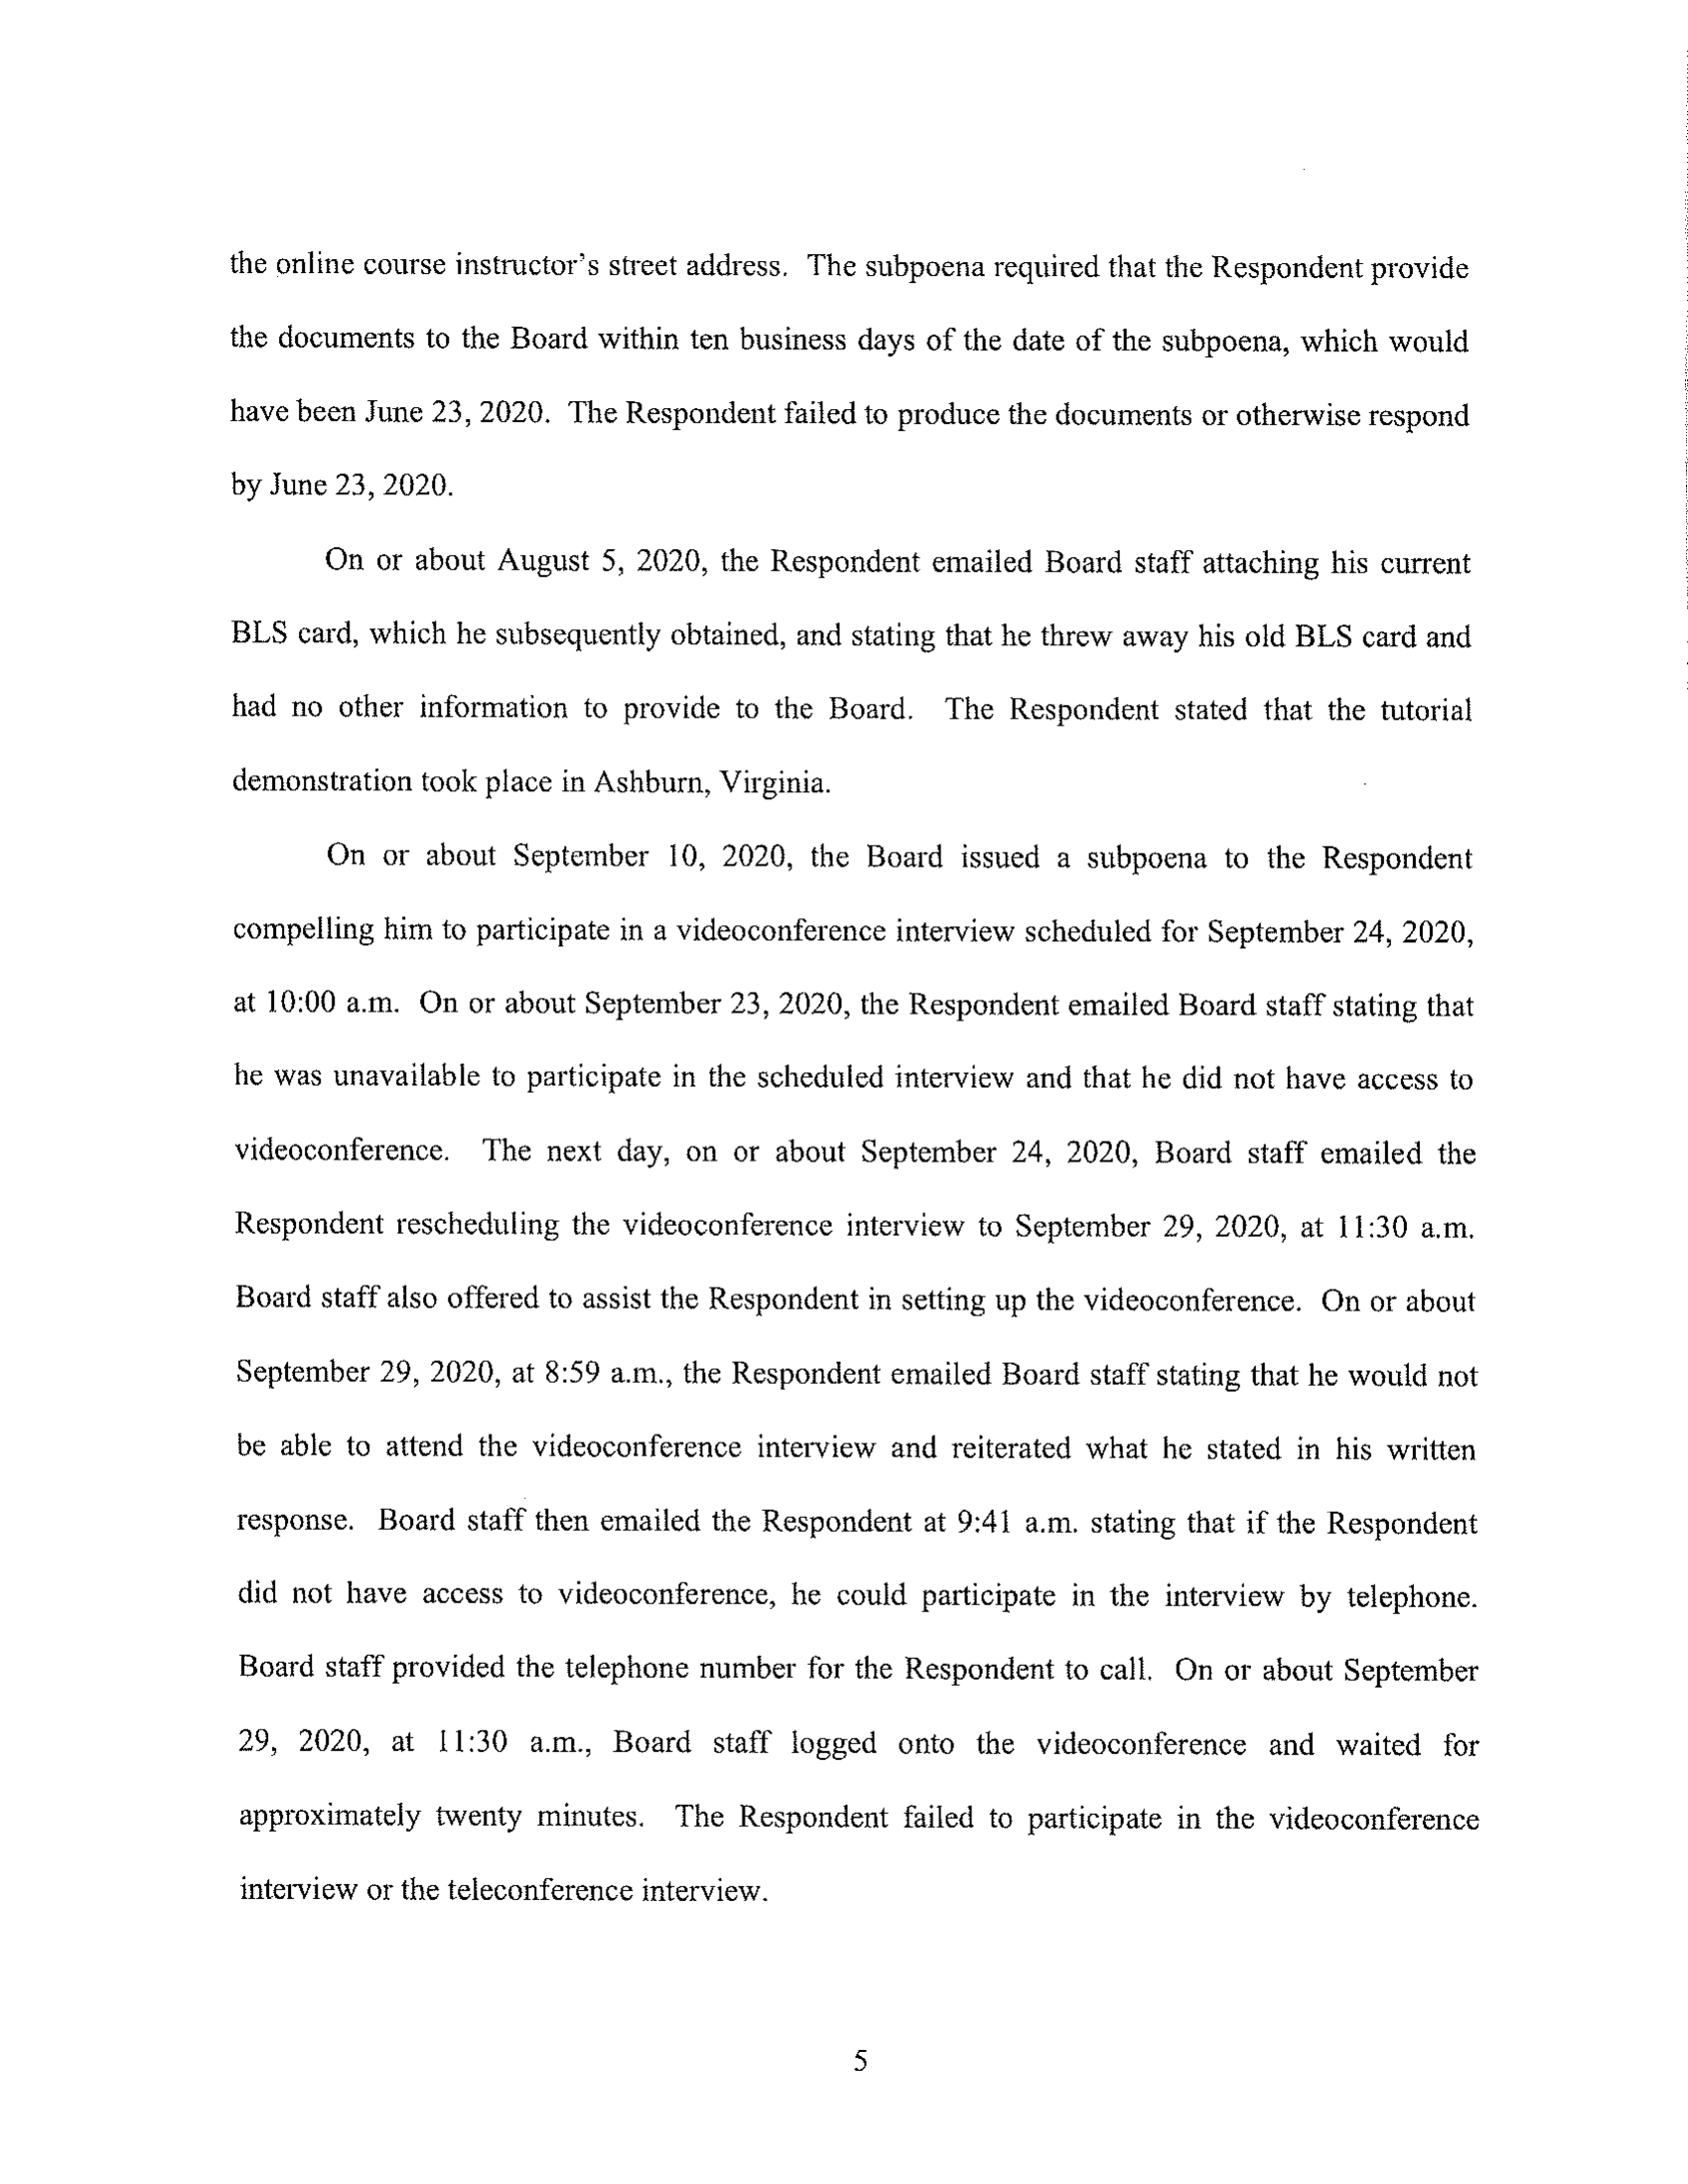 the online course instructor's street address. The subpoena required that the Respondent provide
the documents to the Board within ten business days of the date of the subpoena, which would
have been June 23, 2020. The Respondent failed to produce the documents or otherwise respond
by June 23, 2020.
On or about August 5, 2020, the Respondent emailed Board staff attaching his current
BLS card, which he subsequently obtained, and stating that he threw away his old BLS card and
had no other information to provide to the Board. The Respondent stated that the tutorial
demonstration took place in Ashburn, Virginia.
On or about September 10, 2020, the Board issued a subpoena to the Respondent
compelling him to participate in a videoconference interview scheduled for September 24, 2020,
at 10:00 a.m. On or about September 23, 2020, the Respondent emailed Board staff stating that
he was unavailable to participate in the scheduled interview and that he did not have access to
videoconference. The next day, on or about September 24, 2020, Board staff emailed the
Respondent rescheduling the videoconference interview to September 29, 2020, at 11:30 a.m.
Board staff also offered to assist the Respondent in setting up the videoconference. On or about
September 29, 2020, at 8:59 a.m., the Respondent emailed Board staff stating that he would not
be able to attend the videoconference interview and reiterated what he stated in his written
response. Board staff then emailed the Respondent at 9:41 a.m. stating that if the Respondent
did not have access to videoconference, he could participate in the interview by telephone.
Board staff provided the telephone number for the Respondent to call. On or about September
29, 2020, at 11:30 a.m., Board staff logged onto the videoconference and waited for
approximately twenty minutes. The Respondent failed to participate in the videoconference
interview or the teleconference interview.
5